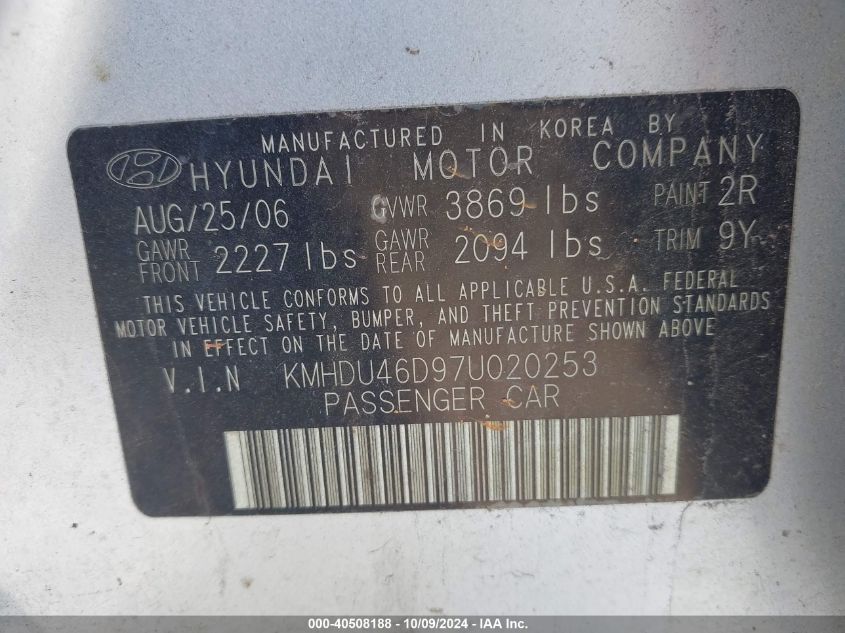 MANUFACTURED IN KOREA BY
HYUNDAI MOTOR COMPANY
AUG/25/06 GVWR 3869 lbs PAINT 2R
GAWR FRONT 2227 lbs GAWR REAR 2094 lbs TRIM 9Y
THIS VEHICLE CONFORMS TO ALL APPLICABLE U.S.A. FEDERAL
MOTOR VEHICLE SAFETY, BUMPER, AND THEFT PREVENTION STANDARDS
IN EFFECT ON THE DATE OF MANUFACTURE SHOWN ABOVE
V.I.N KMHDU46D97U020253
PASSENGER CAR
000-40508188 - 10/09/2024 - IAA Inc.